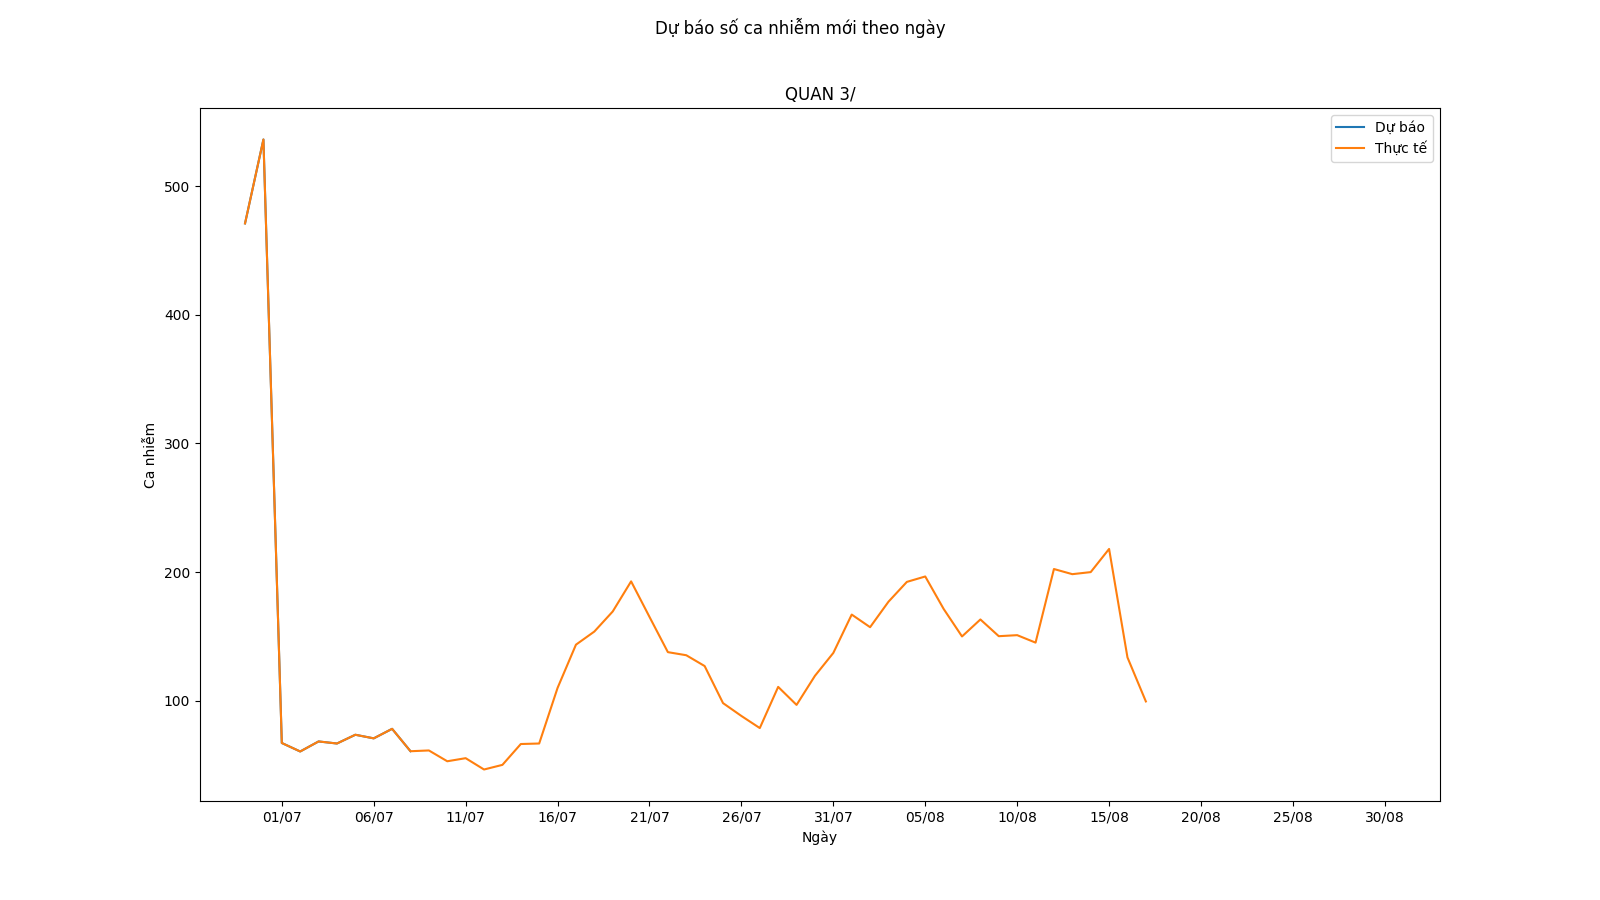 Dự báo số ca nhiễm mới theo ngày
QUAN 3/
Dự báo
Thực tế
500
400
300
200
100
Ca nhiễm
01/07 06/07 11/07 16/07 21/07 26/07 31/07 05/08 10/08 15/08 20/08 25/08 30/08
Ngày